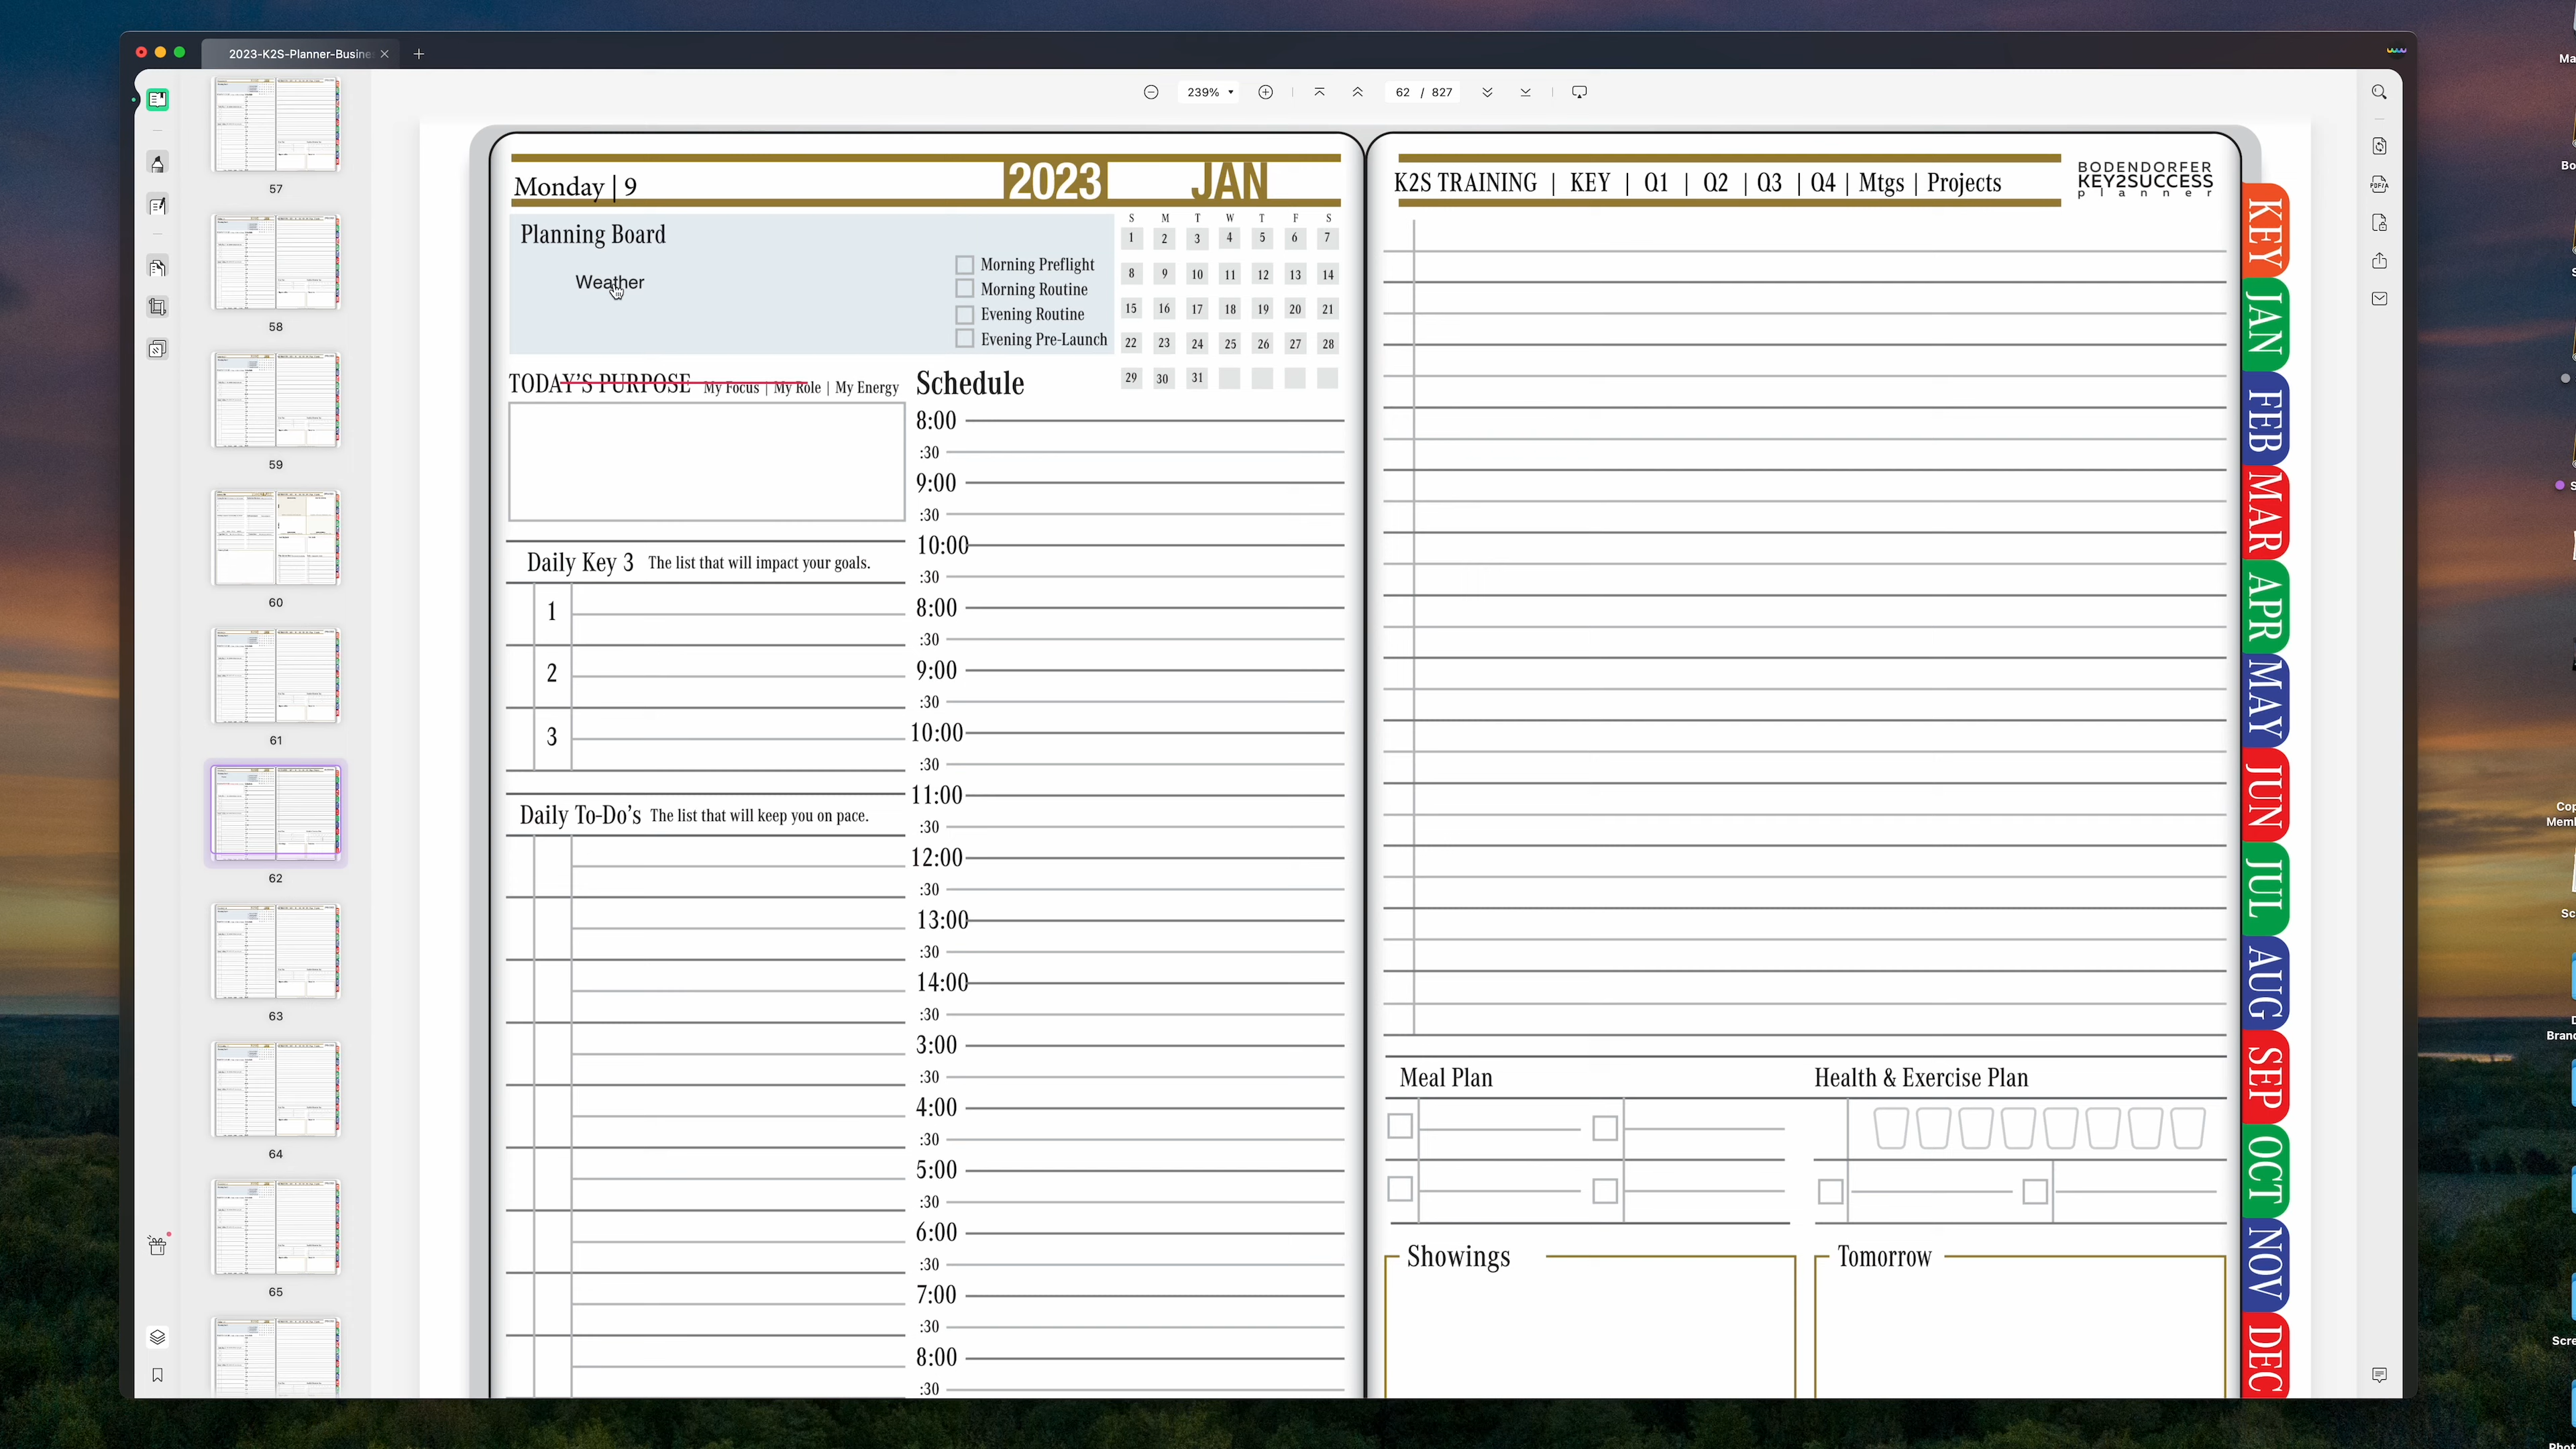 2023-K2S-Planner-Busine
239%
62 / 827
57
58
59
60
61
62
63
64
65
Monday | 9
2023
JAN
Planning Board
Weather
Morning Preflight
Morning Routine
Evening Routine
Evening Pre-Launch
S M T W T F S
1 2 3 4 5 6 7
8 9 10 11 12 13 14
15 16 17 18 19 20 21
22 23 24 25 26 27 28
29 30 31
TODAY'S PURPOSE My Focus | My Role | My Energy
Daily Key 3 The list that will impact your goals.
1
2
3
Daily To-Do's The list that will keep you on pace.
Schedule
8:00
:30
9:00
:30
10:00
:30
8:00
:30
9:00
:30
10:00
:30
11:00
:30
12:00
:30
13:00
:30
14:00
:30
3:00
:30
4:00
:30
5:00
:30
6:00
:30
7:00
:30
8:00
:30
K2S TRAINING | KEY | Q1 | Q2 | Q3 | Q4 | Mtgs | Projects
BODENDORFER
KEY2SUCCESS
planner
Meal Plan
Health & Exercise Plan
Showings
Tomorrow
KEY
JAN
FEB
MAR
APR
MAY
JUN
JUL
AUG
SEP
OCT
NOV
DEC
PDF/A
Ma
Bo
S
S
Cop
Memb
Sc
D
Branc
Scre